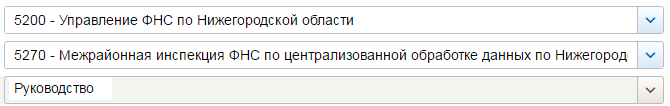 5200 - Управление ФНС по Нижегородской области
5270 - Межрайонная инспекция ФНС по централизованной обработке данных по Нижегород
Руководство